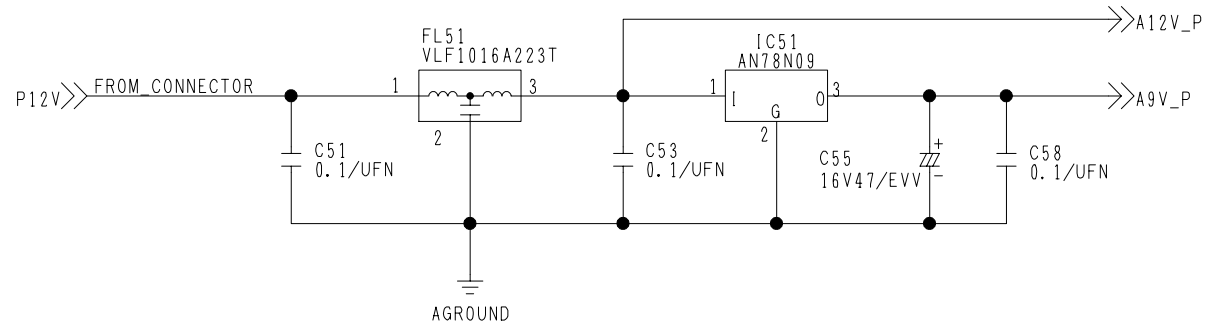 A12V_P
FL51
VLF1016A223T
IC51
AN78N09
P12V
FROM_CONNECTOR
1
3
1
I
O
3
A9V_P
G
2
2
C51
0.1/UFN
C53
0.1/UFN
C55
16V47/EVV
+
-
C58
0.1/UFN
AGROUND